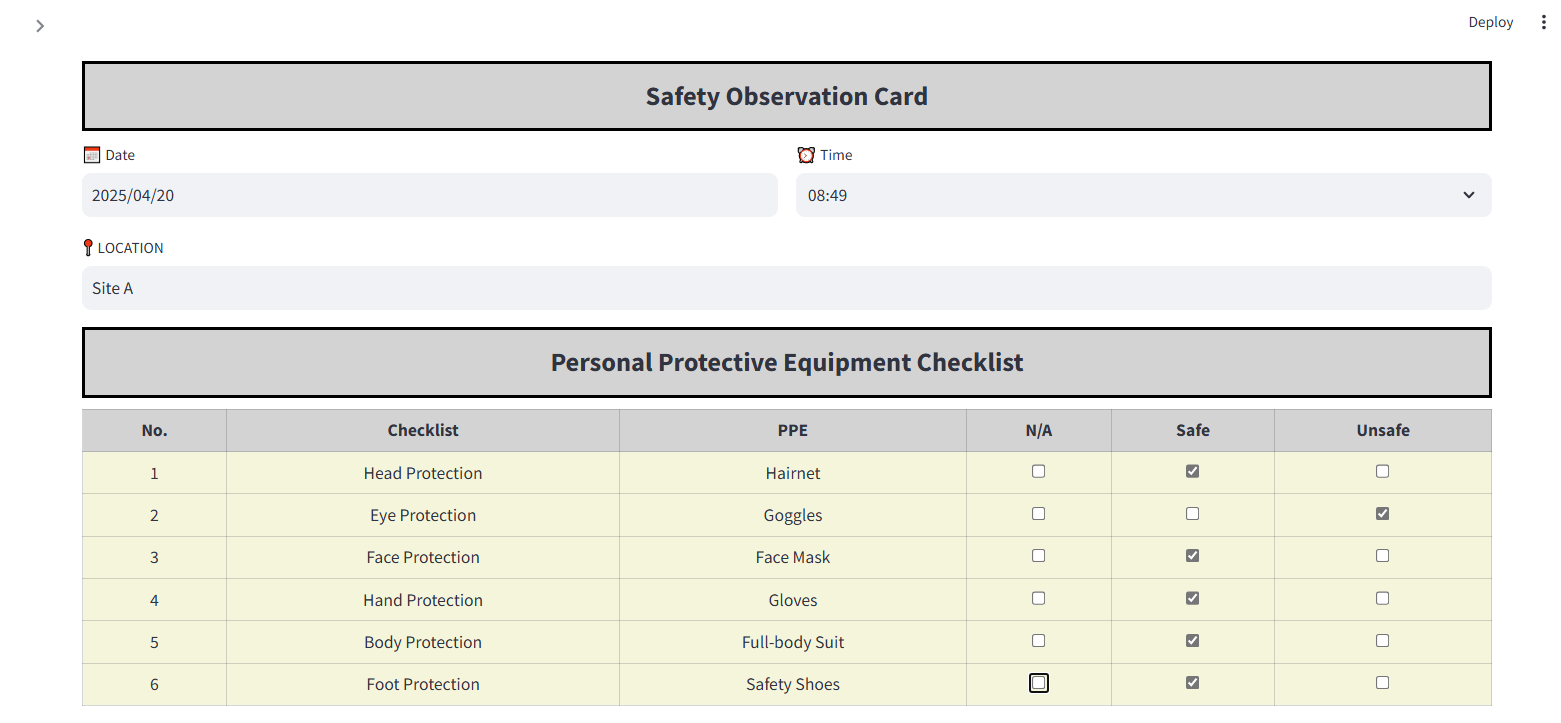 Deploy
Safety Observation Card
Date Time
2025/04/20 08:49
LOCATION
Site A
Personal Protective Equipment Checklist
No. Checklist PPE N/A Safe Unsafe
1 Head Protection Hairnet
2 Eye Protection Goggles
3 Face Protection Face Mask
4 Hand Protection Gloves
5 Body Protection Full-body Suit
6 Foot Protection Safety Shoes